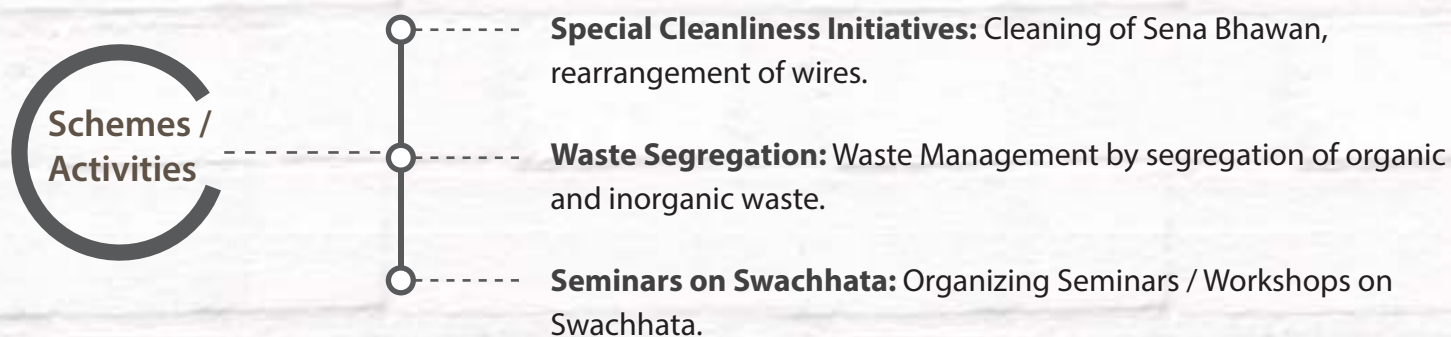 Schemes /
Activities
Special Cleanliness Initiatives: Cleaning of Sena Bhawan,
rearrangement of wires.
Waste Segregation: Waste Management by segregation of organic
and inorganic waste.
Seminars on Swachhata: Organizing Seminars / Workshops on
Swachhata.